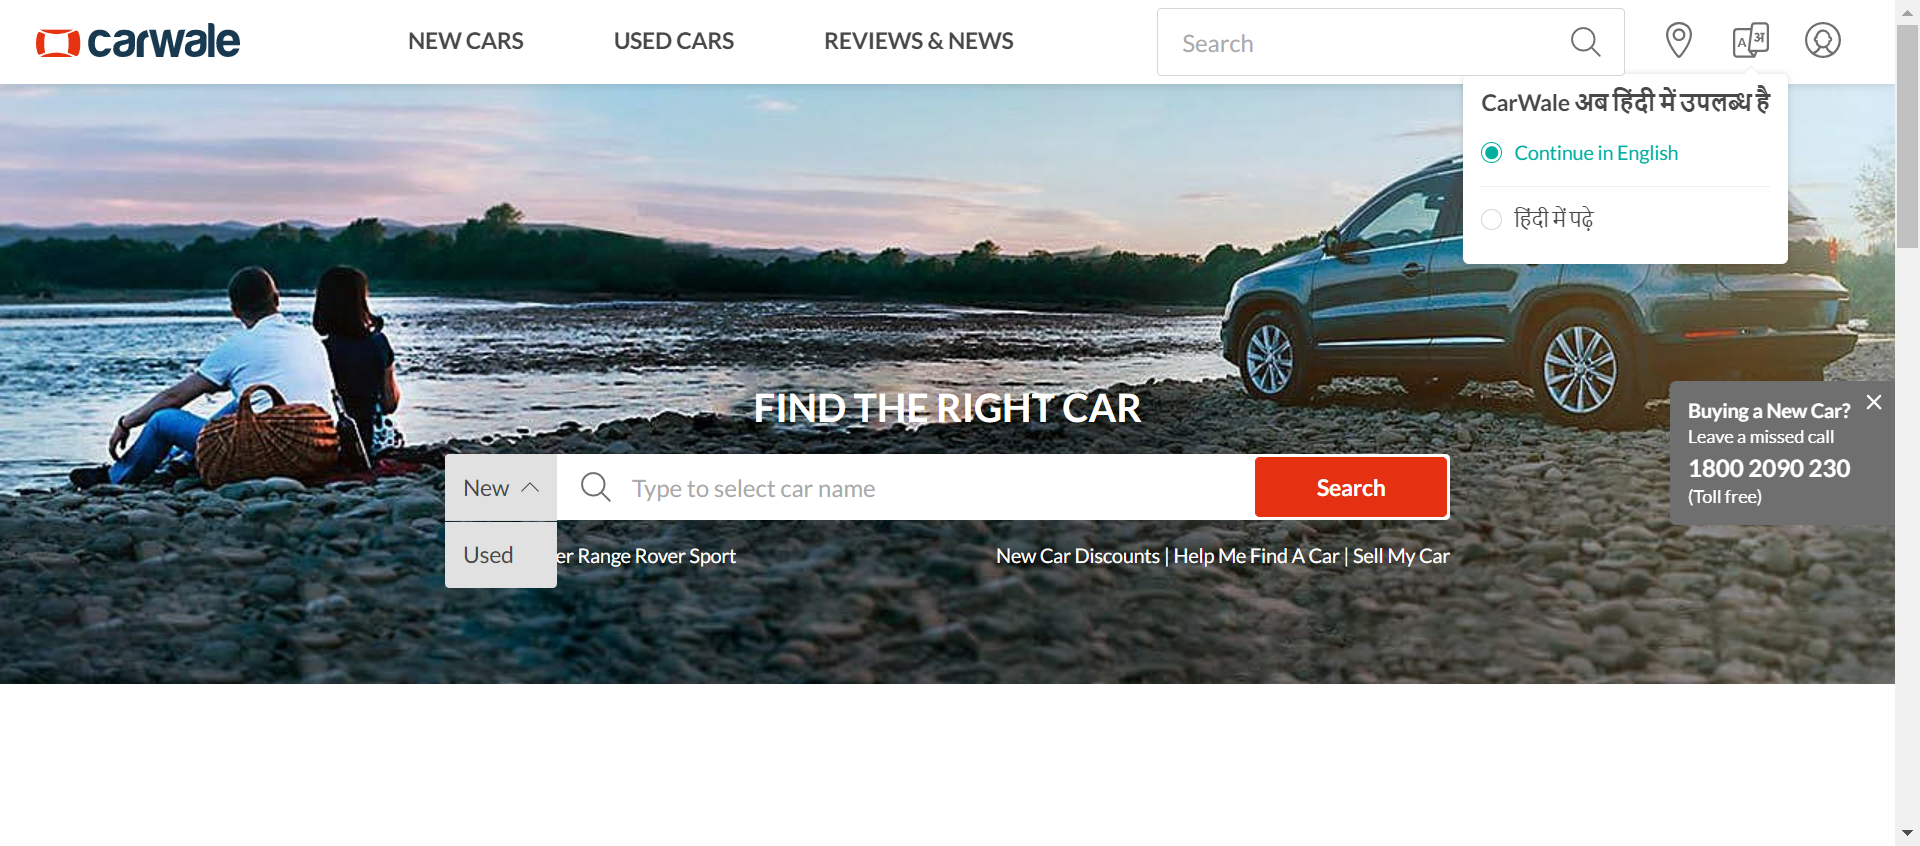 carwale
NEW CARS
USED CARS
REVIEWS & NEWS
Search
A अ
CarWale अब हिंदी में उपलब्ध है
Continue in English
हिंदी में पढ़े
FIND THE RIGHT CAR
Buying a New Car?
Leave a missed call
1800 2090 230
(Toll free)
New
Type to select car name
Search
Used
Range Rover Sport
New Car Discounts | Help Me Find A Car | Sell My Car